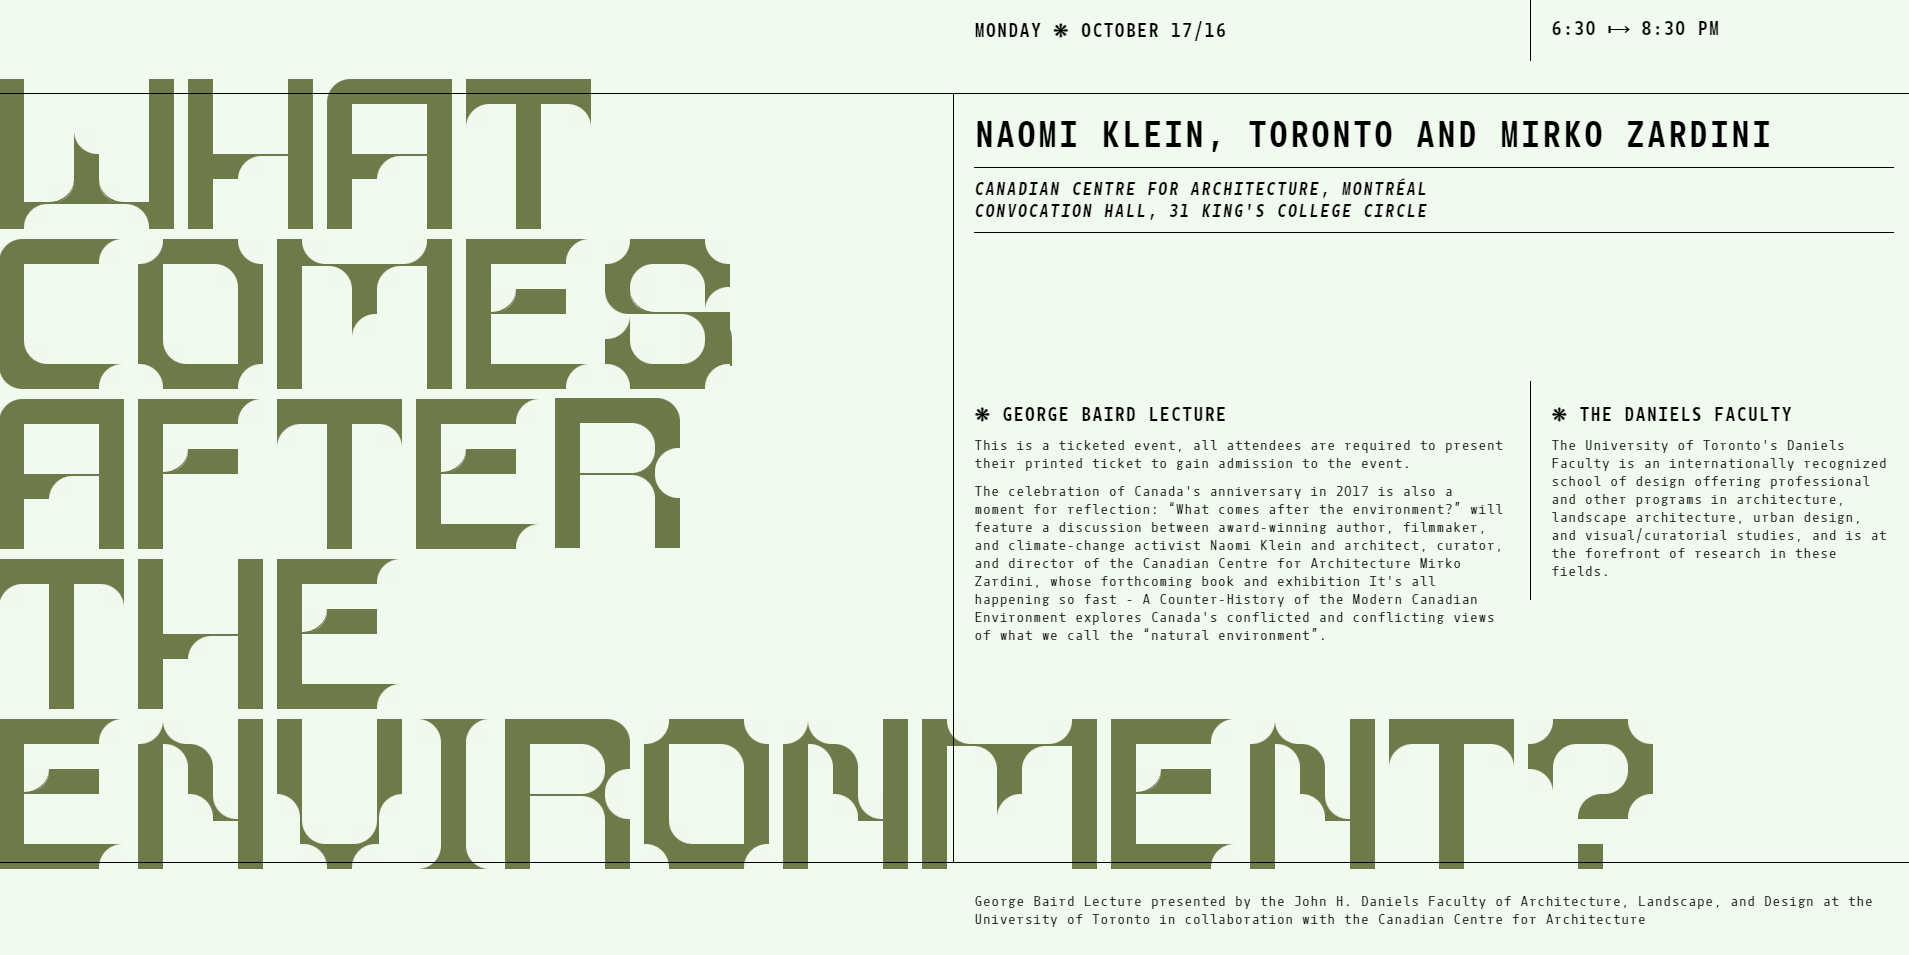 MONDAY ❋ OCTOBER 17/16
6:30 ↦ 8:30 PM
WHAT
COMES
AFTER
THE
ENVIRONMENT?
NAOMI KLEIN, TORONTO AND MIRKO ZARDINI
CANADIAN CENTRE FOR ARCHITECTURE, MONTRÉAL
CONVOCATION HALL, 31 KING'S COLLEGE CIRCLE
❋ GEORGE BAIRD LECTURE
This is a ticketed event, all attendees are required to present
their printed ticket to gain admission to the event.
The celebration of Canada's anniversary in 2017 is also a
moment for reflection: “What comes after the environment?” will
feature a discussion between award-winning author, filmmaker,
and climate-change activist Naomi Klein and architect, curator,
and director of the Canadian Centre for Architecture Mirko
Zardini, whose forthcoming book and exhibition It's all
happening so fast - A Counter-History of the Modern Canadian
Environment explores Canada's conflicted and conflicting views
of what we call the “natural environment”.
❋ THE DANIELS FACULTY
The University of Toronto's Daniels
Faculty is an internationally recognized
school of design offering professional
and other programs in architecture,
landscape architecture, urban design,
and visual/curatorial studies, and is at
the forefront of research in these
fields.
George Baird Lecture presented by the John H. Daniels Faculty of Architecture, Landscape, and Design at the
University of Toronto in collaboration with the Canadian Centre for Architecture